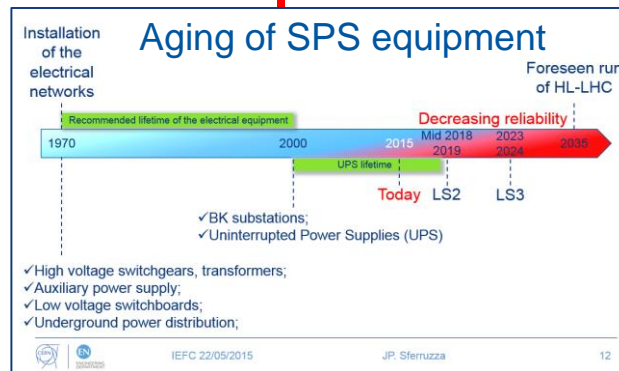 Aging of SPS equipment
Installation
of the
electrical
networks
Foreseen run
of HL-LHC
Recommended lifetime of the electrical equipment
Decreasing reliability
1970
2000
2015
Mid 2018
2019
2023
2024
2035
UPS lifetime
Today
LS2
LS3
✓BK substations;
✓Uninterrupted Power Supplies (UPS)
✓High voltage switchgears, transformers;
✓Auxiliary power supply;
✓Low voltage switchboards;
✓Underground power distribution;
CERN
EN
ENGINEERING
DEPARTMENT
IEFC 22/05/2015
JP. Sferruzza
12